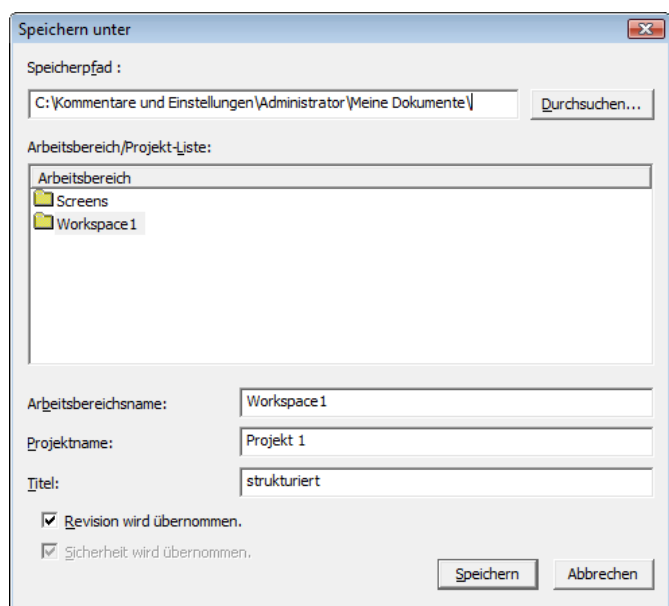 Speichern unter
Speicherpfad :
C:\Kommentare und Einstellungen\Administrator\Meine Dokumente\
Durchsuchen...
Arbeitsbereich/Projekt-Liste:
Arbeitsbereich
Screens
Workspace1
Arbeitsbereichsname:
Workspace1
Projektname:
Projekt 1
Titel:
strukturiert
Revision wird übernommen.
Sicherheit wird übernommen.
Speichern
Abbrechen